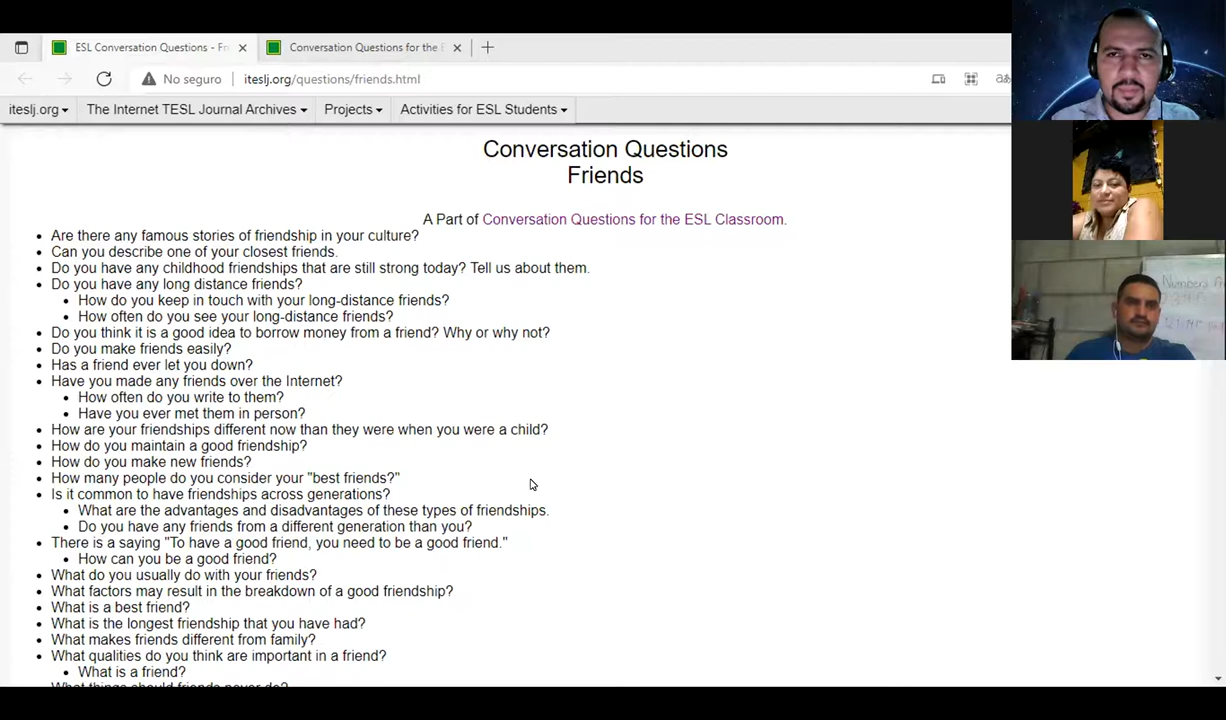 ESL Conversation Questions - Fr
Conversation Questions for the E
No seguro
iteslj.org/questions/friends.html
iteslj.org
The Internet TESL Journal Archives
Projects
Activities for ESL Students
Conversation Questions
Friends
A Part of Conversation Questions for the ESL Classroom.
Are there any famous stories of friendship in your culture?
Can you describe one of your closest friends.
Do you have any childhood friendships that are still strong today? Tell us about them.
Do you have any long distance friends?
How do you keep in touch with your long-distance friends?
How often do you see your long-distance friends?
Do you think it is a good idea to borrow money from a friend? Why or why not?
Do you make friends easily?
Has a friend ever let you down?
Have you made any friends over the Internet?
How often do you write to them?
Have you ever met them in person?
How are your friendships different now than they were when you were a child?
How do you maintain a good friendship?
How do you make new friends?
How many people do you consider your "best friends?"
Is it common to have friendships across generations?
What are the advantages and disadvantages of these types of friendships.
Do you have any friends from a different generation than you?
There is a saying "To have a good friend, you need to be a good friend."
How can you be a good friend?
What do you usually do with your friends?
What factors may result in the breakdown of a good friendship?
What is a best friend?
What is the longest friendship that you have had?
What makes friends different from family?
What qualities do you think are important in a friend?
What is a friend?
What things should friends never do?
Numbers